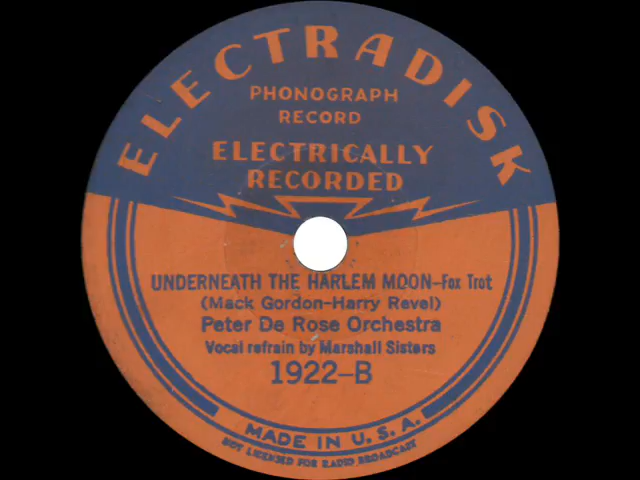 ELECTRADISK
PHONOGRAPH
RECORD
ELECTRICALLY
RECORDED
UNDERNEATH THE HARLEM MOON—Fox Trot
(Mack Gordon-Harry Revel)
Peter De Rose Orchestra
Vocal refrain by Marshall Sisters
1922-B
MADE IN U.S.A.
NOT LICENSED FOR RADIO BROADCAST